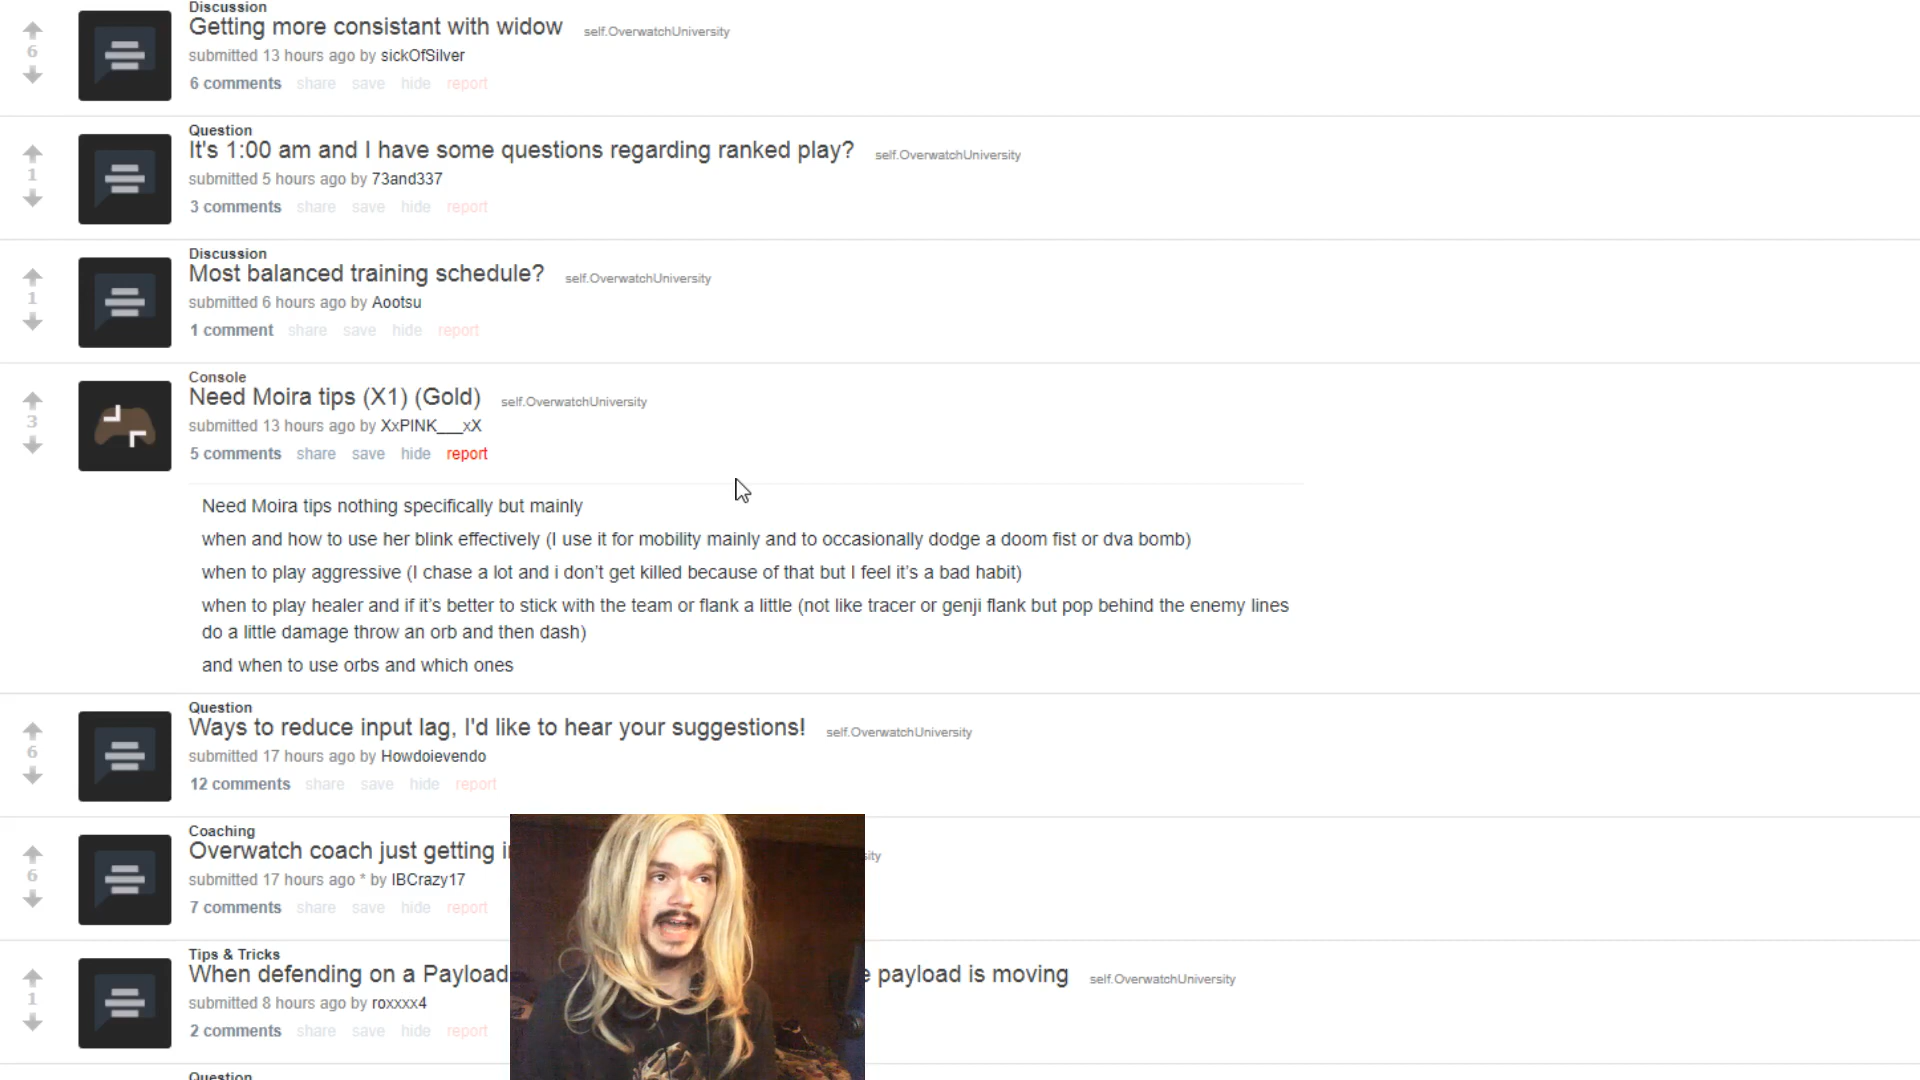 Discussion
Getting more consistant with widow self.OverwatchUniversity
6
submitted 13 hours ago by sickOfSilver
6 comments share save hide report
Question
It's 1:00 am and I have some questions regarding ranked play? self.OverwatchUniversity
1
submitted 5 hours ago by 73and337
3 comments share save hide report
Discussion
Most balanced training schedule? self.OverwatchUniversity
1
submitted 6 hours ago by Aootsu
1 comment share save hide report
Console
Need Moira tips (X1) (Gold) self.OverwatchUniversity
3
submitted 13 hours ago by XxPINK___xX
5 comments share save hide report
Need Moira tips nothing specifically but mainly
when and how to use her blink effectively (I use it for mobility mainly and to occasionally dodge a doom fist or dva bomb)
when to play aggressive (I chase a lot and i don't get killed because of that but I feel it's a bad habit)
when to play healer and if it's better to stick with the team or flank a little (not like tracer or genji flank but pop behind the enemy lines
do a little damage throw an orb and then dash)
and when to use orbs and which ones
Question
Ways to reduce input lag, I'd like to hear your suggestions! self.OverwatchUniversity
6
submitted 17 hours ago by Howdoievendo
12 comments share save hide report
Coaching
Overwatch coach just getting
6
submitted 17 hours ago * by IBCrazy17
7 comments share save hide report
Tips & Tricks
When defending on a Payload payload is moving self.OverwatchUniversity
1
submitted 8 hours ago by roxxxx4
2 comments share save hide report
Question